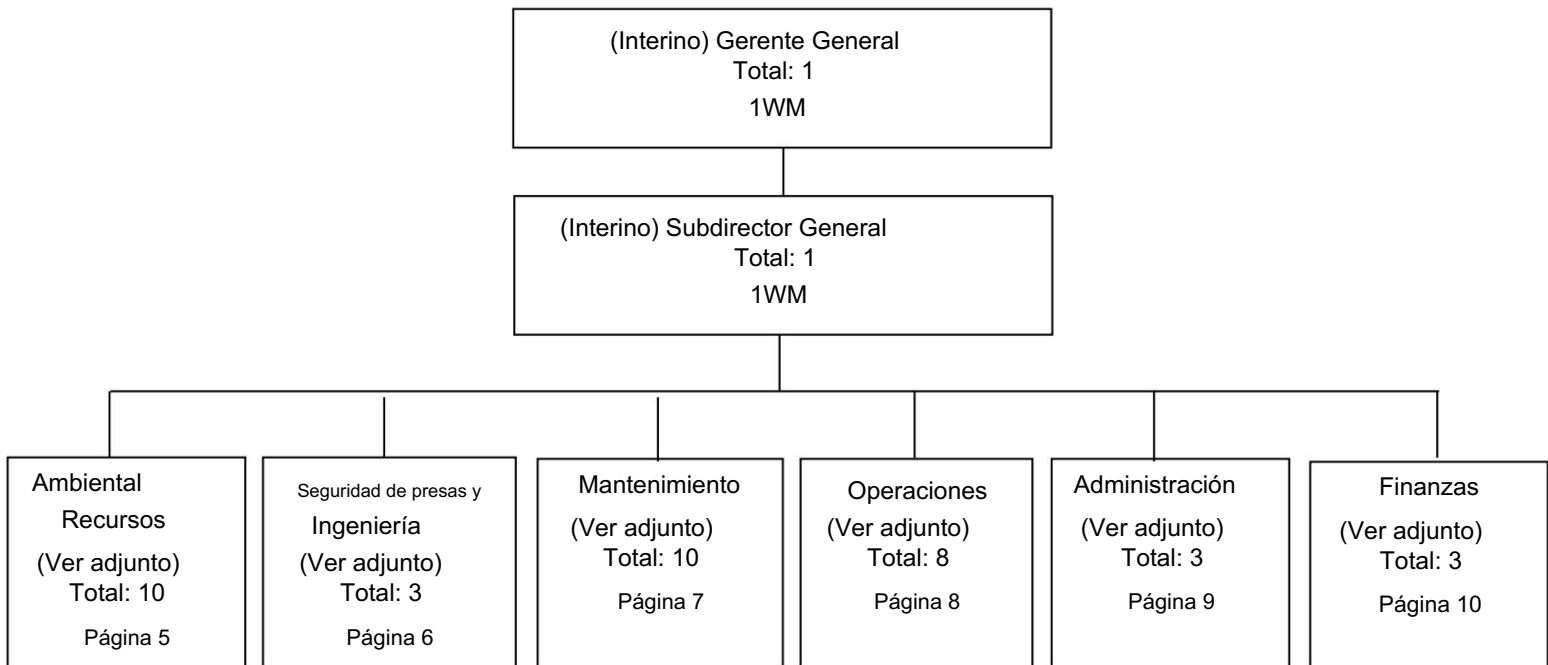 (Interino) Gerente General
Total: 1
1WM
(Interino) Subdirector General
Total: 1
1WM
Ambiental
Recursos
(Ver adjunto)
Total: 10
Página 5
Seguridad de presas y
Ingeniería
(Ver adjunto)
Total: 3
Página 6
Mantenimiento
(Ver adjunto)
Total: 10
Página 7
Operaciones
(Ver adjunto)
Total: 8
Página 8
Administración
(Ver adjunto)
Total: 3
Página 9
Finanzas
(Ver adjunto)
Total: 3
Página 10